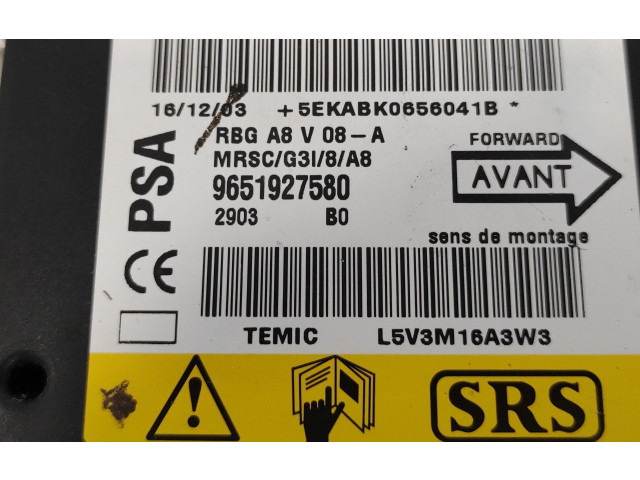 16/12/03 +5EKABK0656041B *
RBG A8 V 08-A
MRSC/G3I/8/A8
9651927580
2903 B0
PSA
CE
FORWARD
AVANT
sens de montage
TEMIC L5V3M16A3W3
SRS